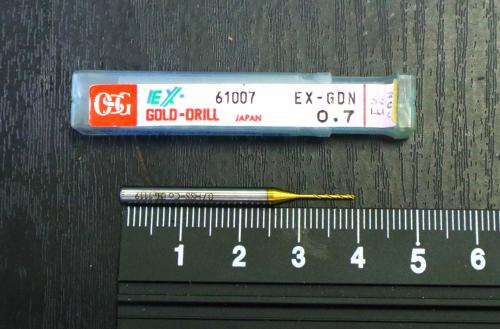 OSG EX- 61007 EX-GDN
GOLD-DRILL JAPAN 0.7
1 2 3 4 5 6